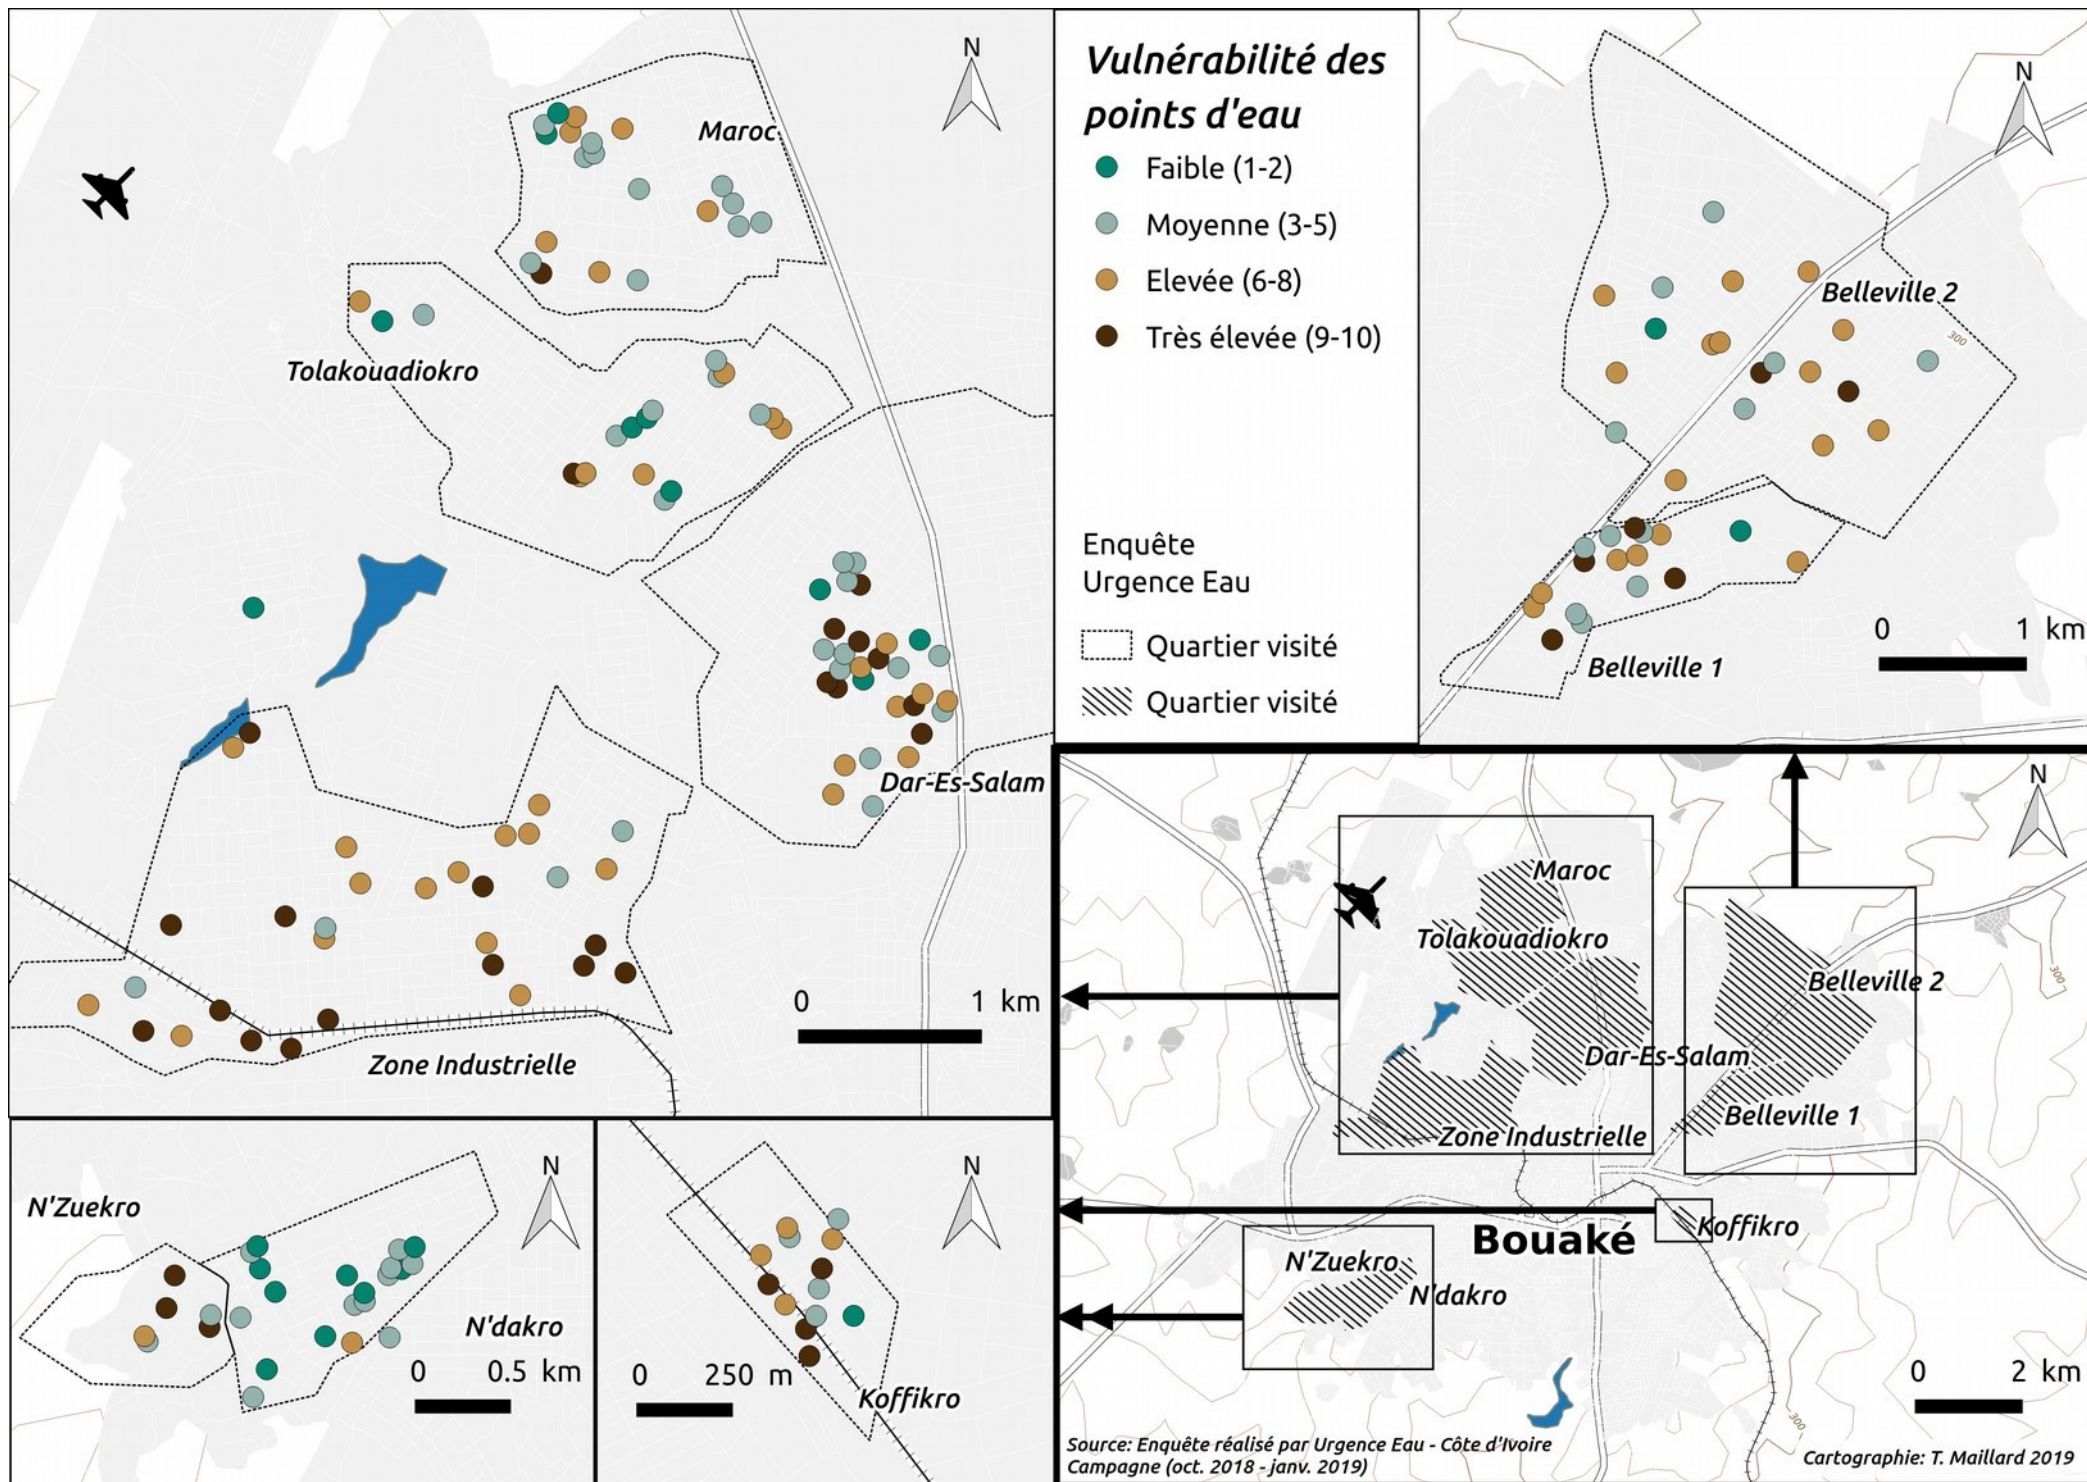 N
Maroc
Tolakouadiokro
Dar-Es-Salam
0 1 km
Zone Industrielle
Vulnérabilité des
points d'eau
Faible (1-2)
Moyenne (3-5)
Elevée (6-8)
Très élevée (9-10)
Enquête
Urgence Eau
Quartier visité
Quartier visité
N
Belleville 2
300
0 1 km
Belleville 1
N'Zuekro
N
N'dakro
0 0.5 km
N
0 250 m
Koffikro
N
Maroc
Tolakouadiokro
Belleville 2
300
Dar-Es-Salam
Belleville 1
Zone Industrielle
Koffikro
Bouaké
N'Zuekro
N'dakro
0 2 km
300
Source: Enquête réalisé par Urgence Eau - Côte d'Ivoire
Campagne (oct. 2018 - janv. 2019)
Cartographie: T. Maillard 2019